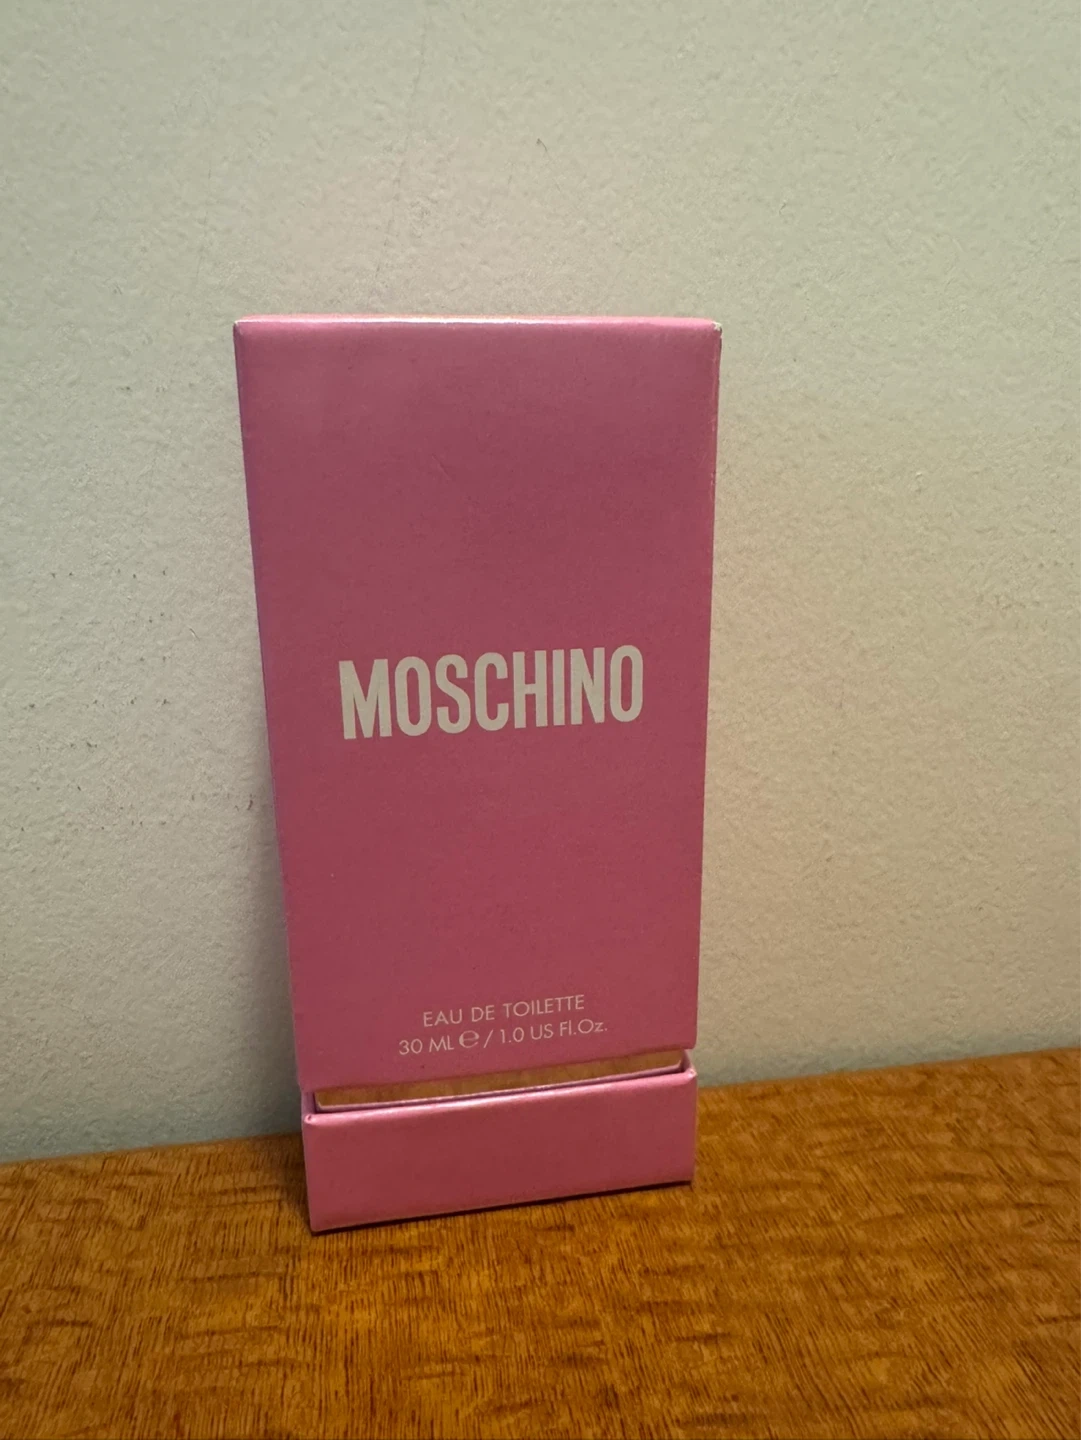 MOSCHINO
EAU DE TOILETTE
30 ML ℮ / 1.0 US Fl.Oz.